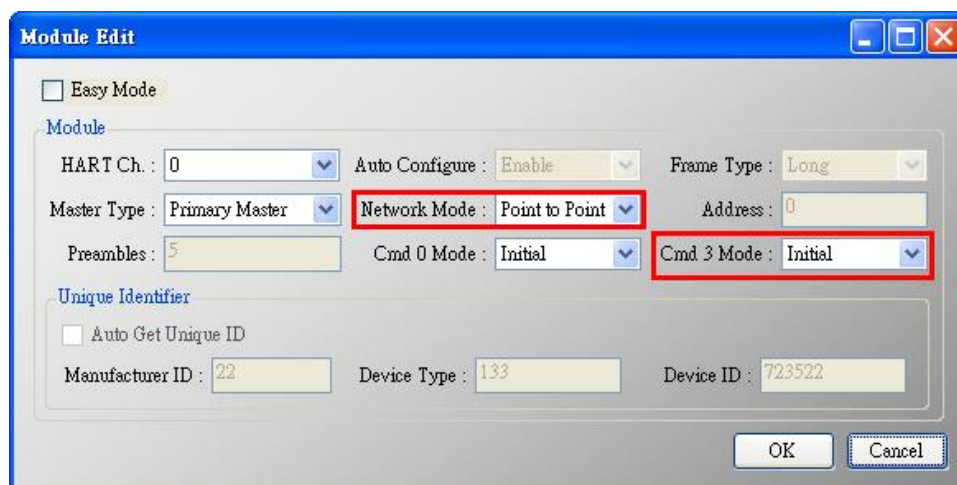 Module Edit
Easy Mode
Module
HART Ch. : 0 Auto Configure : Enable Frame Type : Long
Master Type : Primary Master Network Mode : Point to Point Address : 0
Preambles : 5 Cmd 0 Mode : Initial Cmd 3 Mode : Initial
Unique Identifier
Auto Get Unique ID
Manufacturer ID : 22 Device Type : 133 Device ID : 723522
OK Cancel